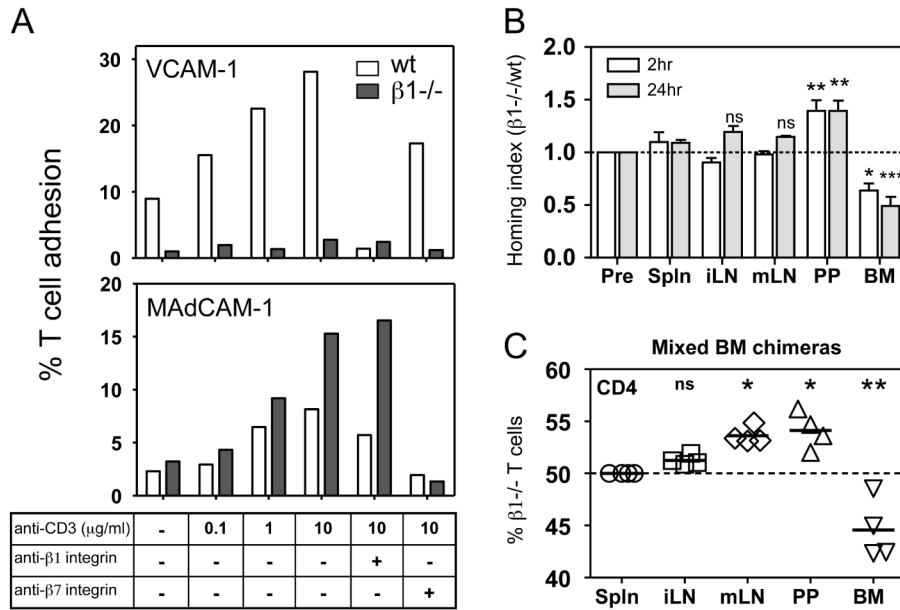 A
VCAM-1
wt
β1-/-
30
20
10
0
% T cell adhesion
MAdCAM-1
20
15
10
5
0
anti-CD3 (µg/ml) - 0.1 1 10 10 10
anti-β1 integrin - - - - + -
anti-β7 integrin - - - - - +
B
Homing index (β1-/-/wt)
2.0
1.5
1.0
0.5
0.0
2hr
24hr
ns ns ** ** * ***
Pre Spln iLN mLN PP BM
C
Mixed BM chimeras
% β1-/- T cells
60
55
50
45
40
CD4 ns * * **
Spln iLN mLN PP BM